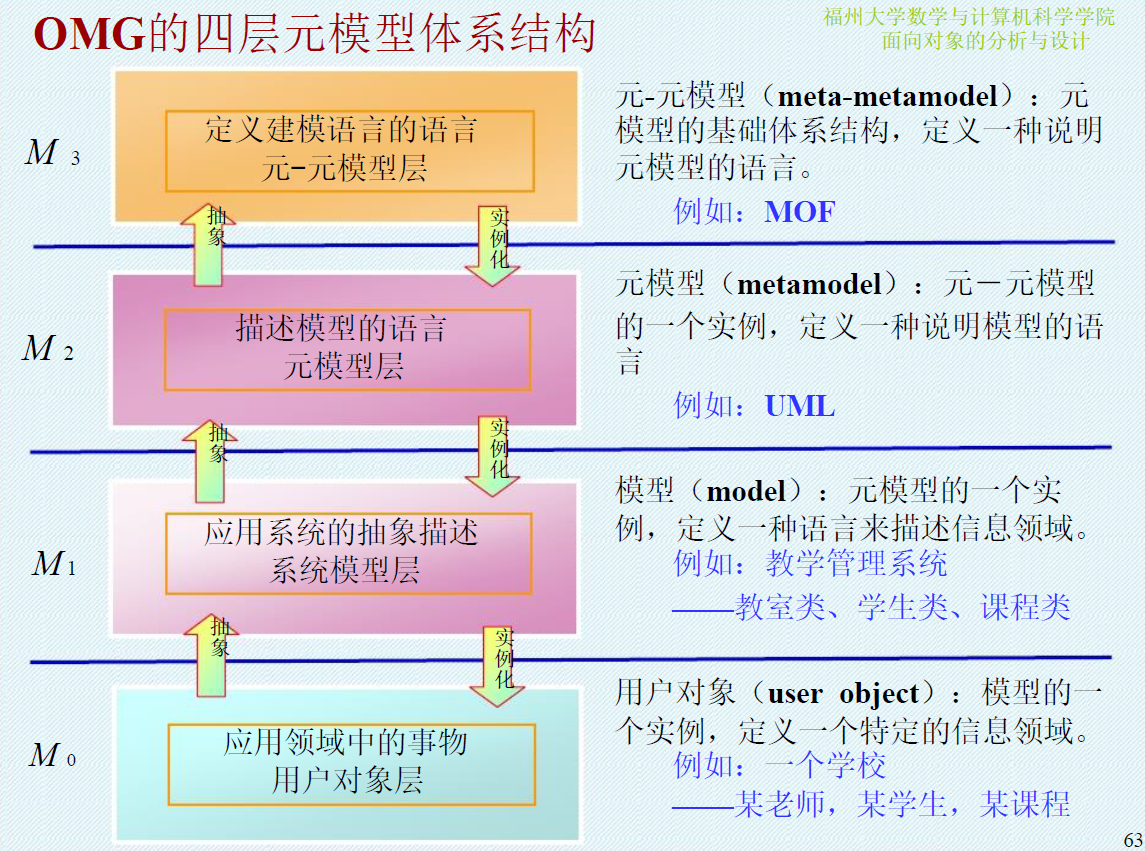 OMG的四层元模型体系结构
福州大学数学与计算机科学学院
面向对象的分析与设计
M 3
定义建模语言的语言
元-元模型层
元-元模型（meta-metamodel）：元
模型的基础体系结构，定义一种说明
元模型的语言。
例如：MOF
抽象
实例化
M 2
描述模型的语言
元模型层
元模型（metamodel）：元－元模型
的一个实例，定义一种说明模型的语
言
例如：UML
抽象
实例化
M 1
应用系统的抽象描述
系统模型层
模型（model）：元模型的一个实
例，定义一种语言来描述信息领域。
例如：教学管理系统
——教室类、学生类、课程类
抽象
实例化
M 0
应用领域中的事物
用户对象层
用户对象（user object）：模型的一
个实例，定义一个特定的信息领域。
例如：一个学校
——某老师，某学生，某课程
63